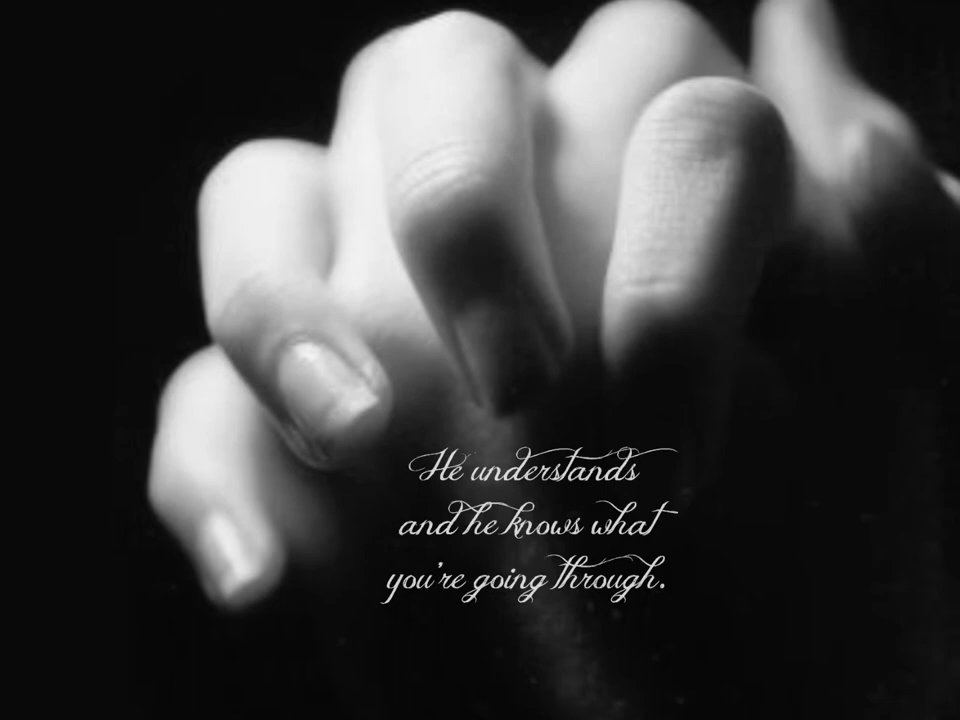 He understands
and he knows what
you're going through.